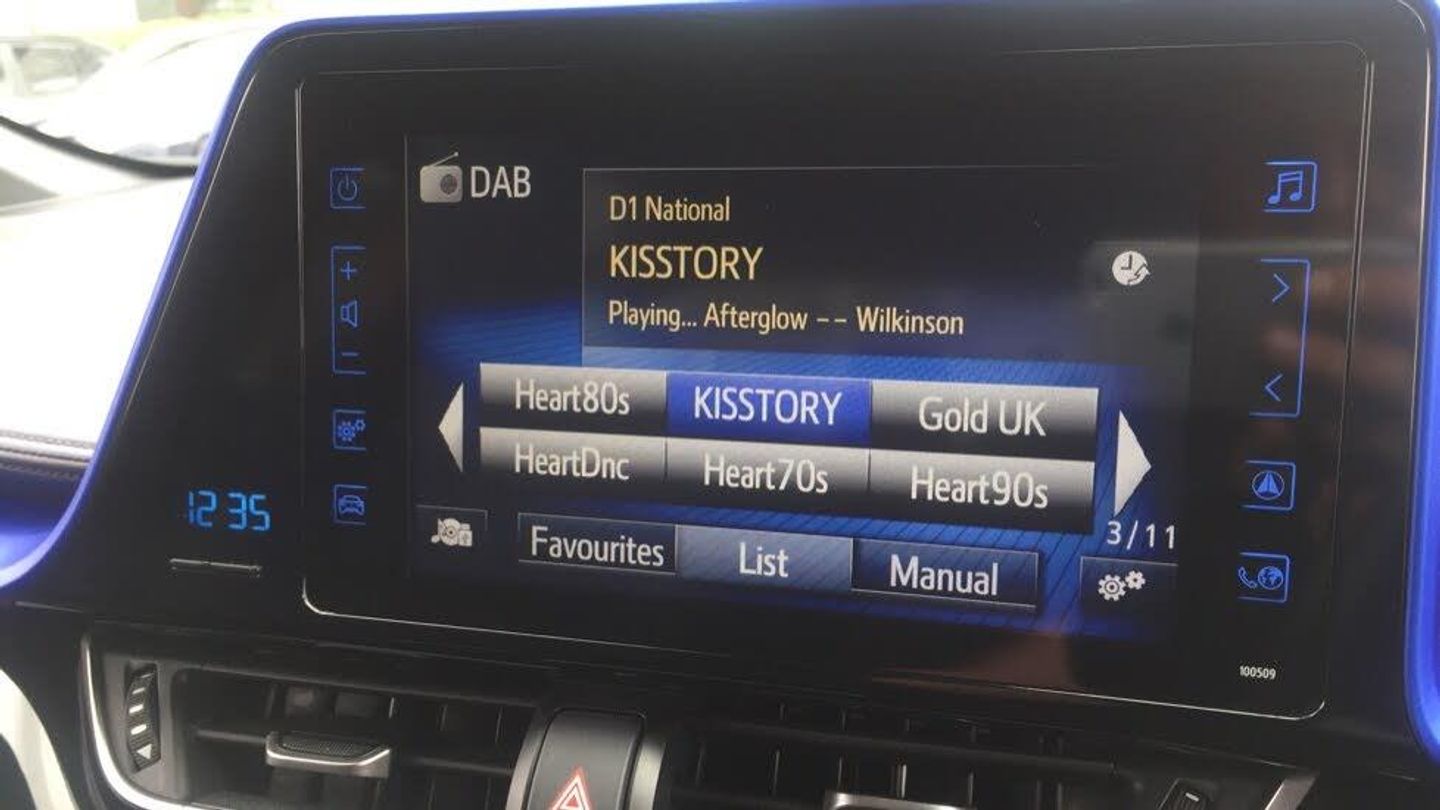 DAB
D1 National
KISSTORY
Playing... Afterglow -- Wilkinson
Heart80s KISSTORY Gold UK
HeartDnc Heart70s Heart90s
3/11
Favourites List Manual
12 35
100509